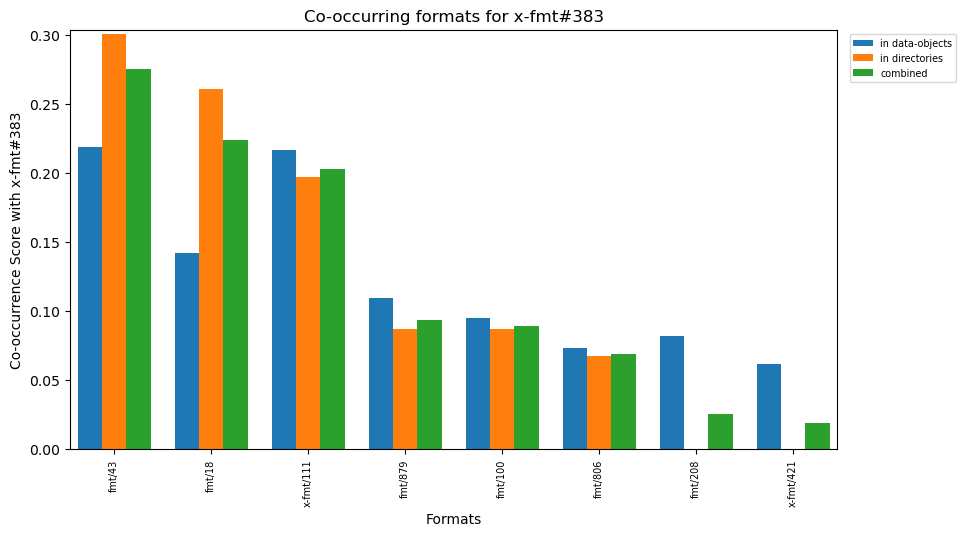 Co-occurring formats for x-fmt#383
in data-objects
in directories
combined
Co-occurrence Score with x-fmt#383
0.30
0.25
0.20
0.15
0.10
0.05
0.00
fmt/43
fmt/18
x-fmt/111
fmt/879
fmt/100
fmt/806
fmt/208
x-fmt/421
Formats